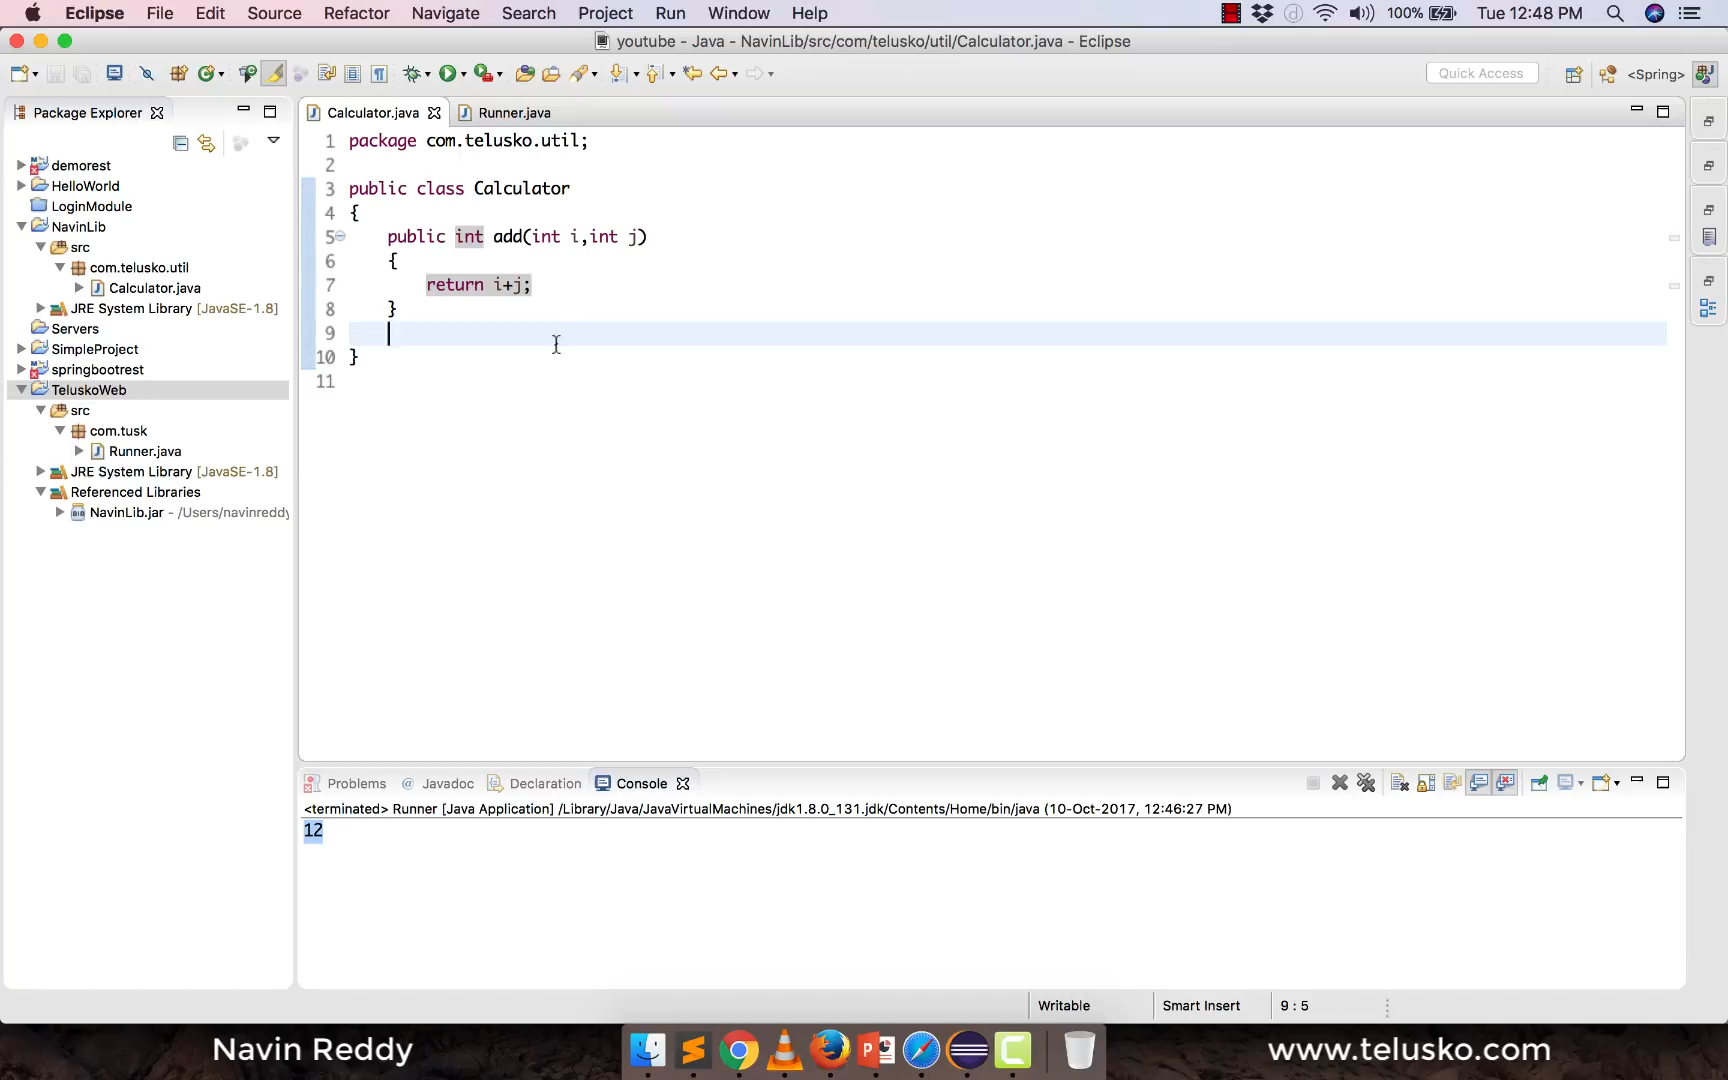 Eclipse File Edit Source Refactor Navigate Search Project Run Window Help 100% Tue 12:48 PM
youtube - Java - NavinLib/src/com/telusko/util/Calculator.java - Eclipse
Quick Access <Spring>
Package Explorer
demorest
HelloWorld
LoginModule
NavinLib
src
com.telusko.util
Calculator.java
JRE System Library [JavaSE-1.8]
Servers
SimpleProject
springbootrest
TeluskoWeb
src
com.tusk
Runner.java
JRE System Library [JavaSE-1.8]
Referenced Libraries
NavinLib.jar - /Users/navinreddy
Calculator.java Runner.java
1 package com.telusko.util;
2
3 public class Calculator
4 {
5 public int add(int i,int j)
6 {
7 return i+j;
8 }
9
10 }
11
Problems @ Javadoc Declaration Console
<terminated> Runner [Java Application] /Library/Java/JavaVirtualMachines/jdk1.8.0_131.jdk/Contents/Home/bin/java (10-Oct-2017, 12:46:27 PM)
12
Writable Smart Insert 9 : 5
Navin Reddy
www.telusko.com